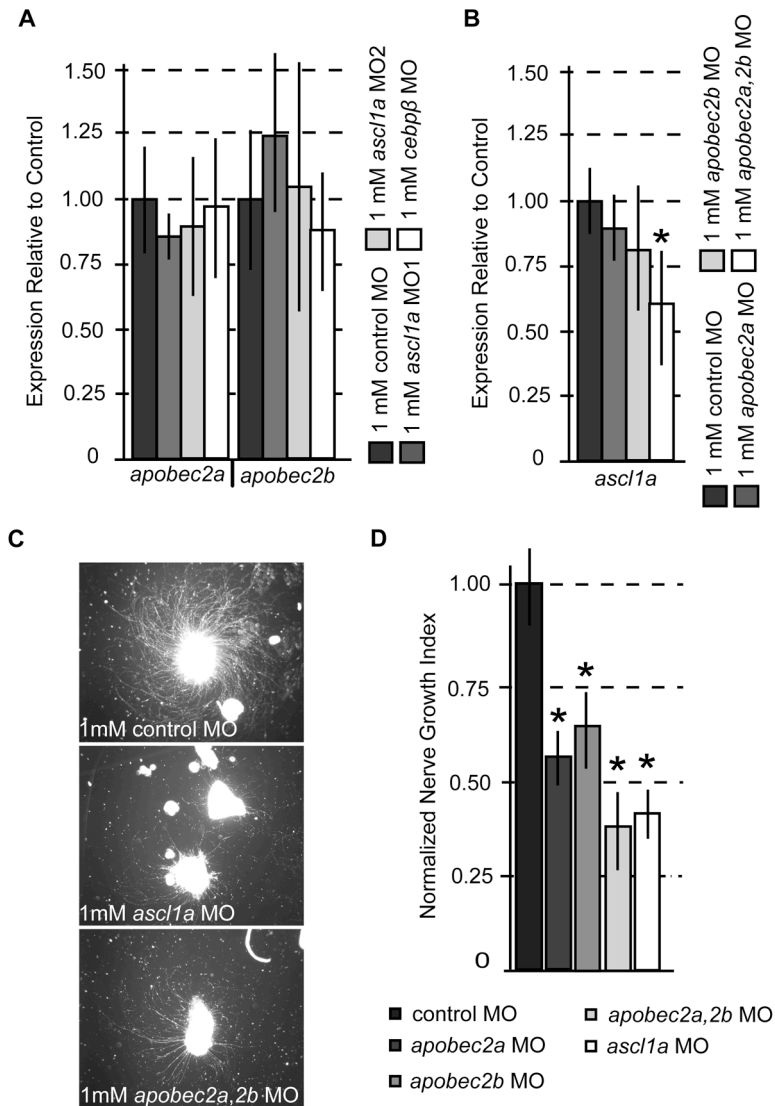 A
Expression Relative to Control
1.50
1.25
1.00
0.75
0.50
0.25
0
apobec2a
apobec2b
1 mM control MO
1 mM ascl1a MO1
1 mM ascl1a MO2
1 mM cebpβ MO
B
Expression Relative to Control
1.50
1.25
1.00
0.75
0.50
0.25
0
*
ascl1a
1 mM control MO
1 mM apobec2a MO
1 mM apobec2b MO
1 mM apobec2a,2b MO
C
1mM control MO
1mM ascl1a MO
1mM apobec2a,2b MO
D
Normalized Nerve Growth Index
1.00
0.75
0.50
0.25
0
* * * *
control MO
apobec2a MO
apobec2b MO
apobec2a,2b MO
ascl1a MO